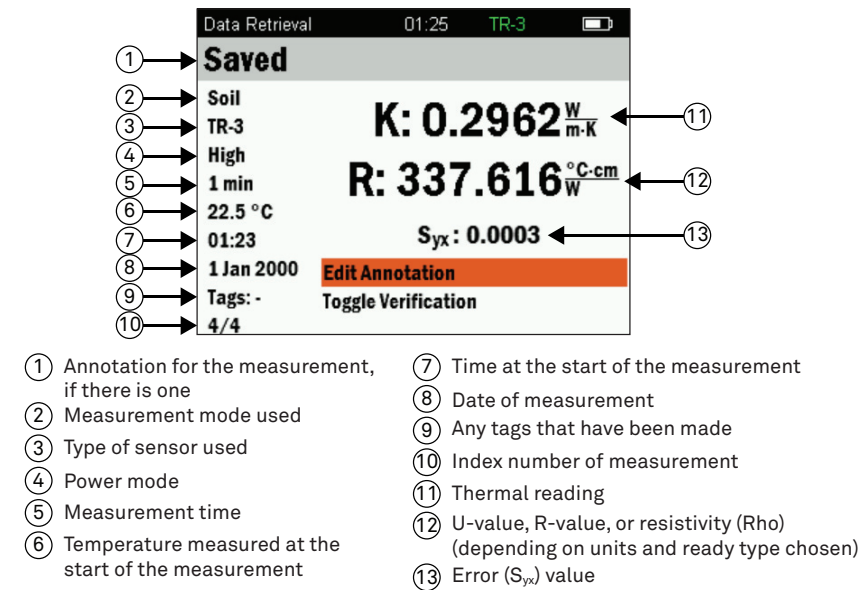 Data Retrieval 01:25 TR-3
① Saved
② Soil
③ TR-3
④ High
⑤ 1 min
⑥ 22.5 °C
⑦ 01:23
⑧ 1 Jan 2000
⑨ Tags: -
⑩ 4/4
K: 0.2962 W/m·K ⑪
R: 337.616 °C·cm/W ⑫
Syx : 0.0003 ⑬
Edit Annotation
Toggle Verification
① Annotation for the measurement,
if there is one
② Measurement mode used
③ Type of sensor used
④ Power mode
⑤ Measurement time
⑥ Temperature measured at the
start of the measurement
⑦ Time at the start of the measurement
⑧ Date of measurement
⑨ Any tags that have been made
⑩ Index number of measurement
⑪ Thermal reading
⑫ U-value, R-value, or resistivity (Rho)
(depending on units and ready type chosen)
⑬ Error (Syx) value